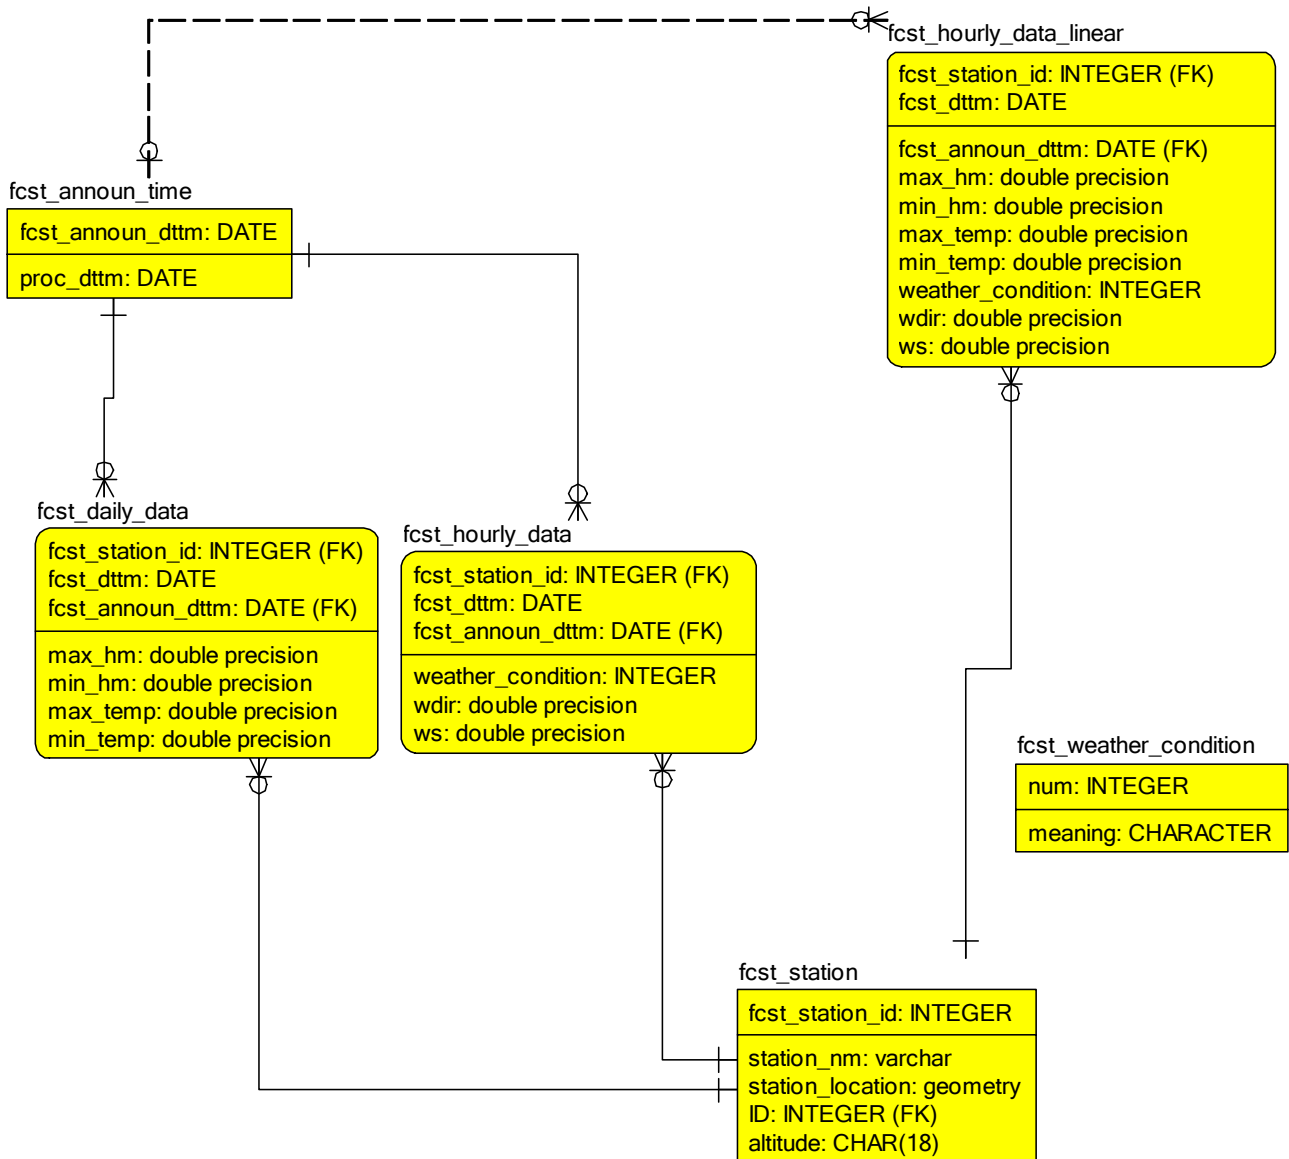 fcst_hourly_data_linear
fcst_station_id: INTEGER (FK)
fcst_dttm: DATE
fcst_announ_dttm: DATE (FK)
max_hm: double precision
min_hm: double precision
max_temp: double precision
min_temp: double precision
weather_condition: INTEGER
wdir: double precision
ws: double precision
fcst_announ_time
fcst_announ_dttm: DATE
proc_dttm: DATE
fcst_daily_data
fcst_station_id: INTEGER (FK)
fcst_dttm: DATE
fcst_announ_dttm: DATE (FK)
max_hm: double precision
min_hm: double precision
max_temp: double precision
min_temp: double precision
fcst_hourly_data
fcst_station_id: INTEGER (FK)
fcst_dttm: DATE
fcst_announ_dttm: DATE (FK)
weather_condition: INTEGER
wdir: double precision
ws: double precision
fcst_weather_condition
num: INTEGER
meaning: CHARACTER
fcst_station
fcst_station_id: INTEGER
station_nm: varchar
station_location: geometry
ID: INTEGER (FK)
altitude: CHAR(18)